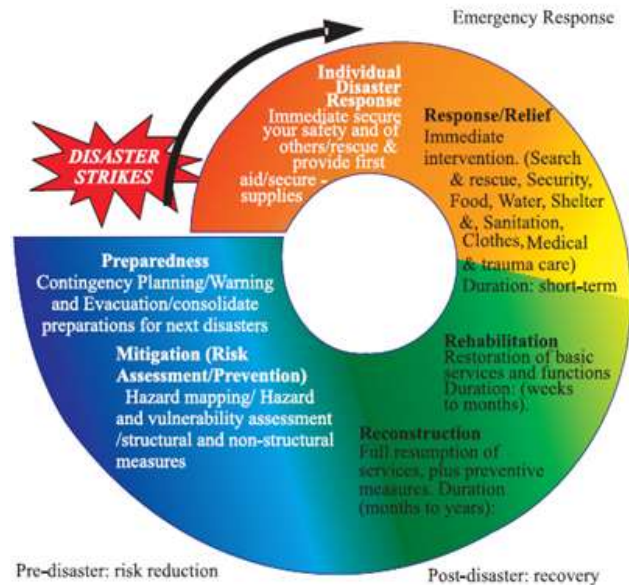 Emergency Response
DISASTER
STRIKES
Individual
Disaster
Response
Immediate secure
your safety and of
others/rescue &
provide first
aid/secure -
supplies
Response/Relief
Immediate
intervention. (Search
& rescue, Security,
Food, Water, Shelter
&, Sanitation,
Clothes, Medical
& trauma care)
Duration: short-term
Rehabilitation
Restoration of basic
services and functions
Duration: (weeks
to months).
Reconstruction
Full resumption of
services, plus preventive
measures. Duration
(months to years):
Preparedness
Contingency Planning/Warning
and Evacuation/consolidate
preparations for next disasters
Mitigation (Risk
Assessment/Prevention)
Hazard mapping/ Hazard
and vulnerability assessment
/structural and non-structural
measures
Pre-disaster: risk reduction
Post-disaster: recovery